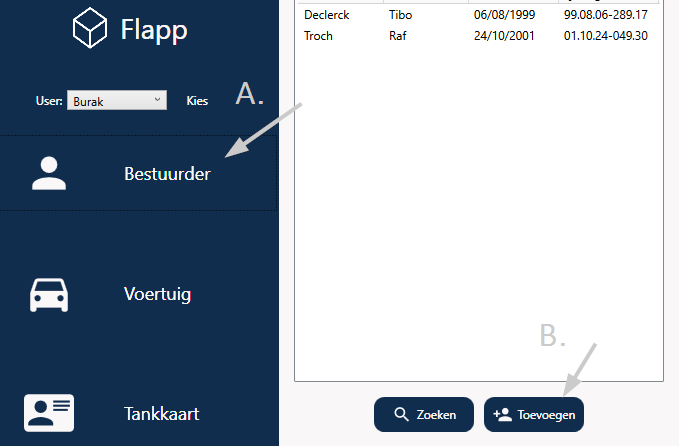 Flapp
User: Burak Kies
A.
Bestuurder
Voertuig
Tankkaart
Declerck Tibo 06/08/1999 99.08.06-289.17
Troch Raf 24/10/2001 01.10.24-049.30
B.
Zoeken Toevoegen